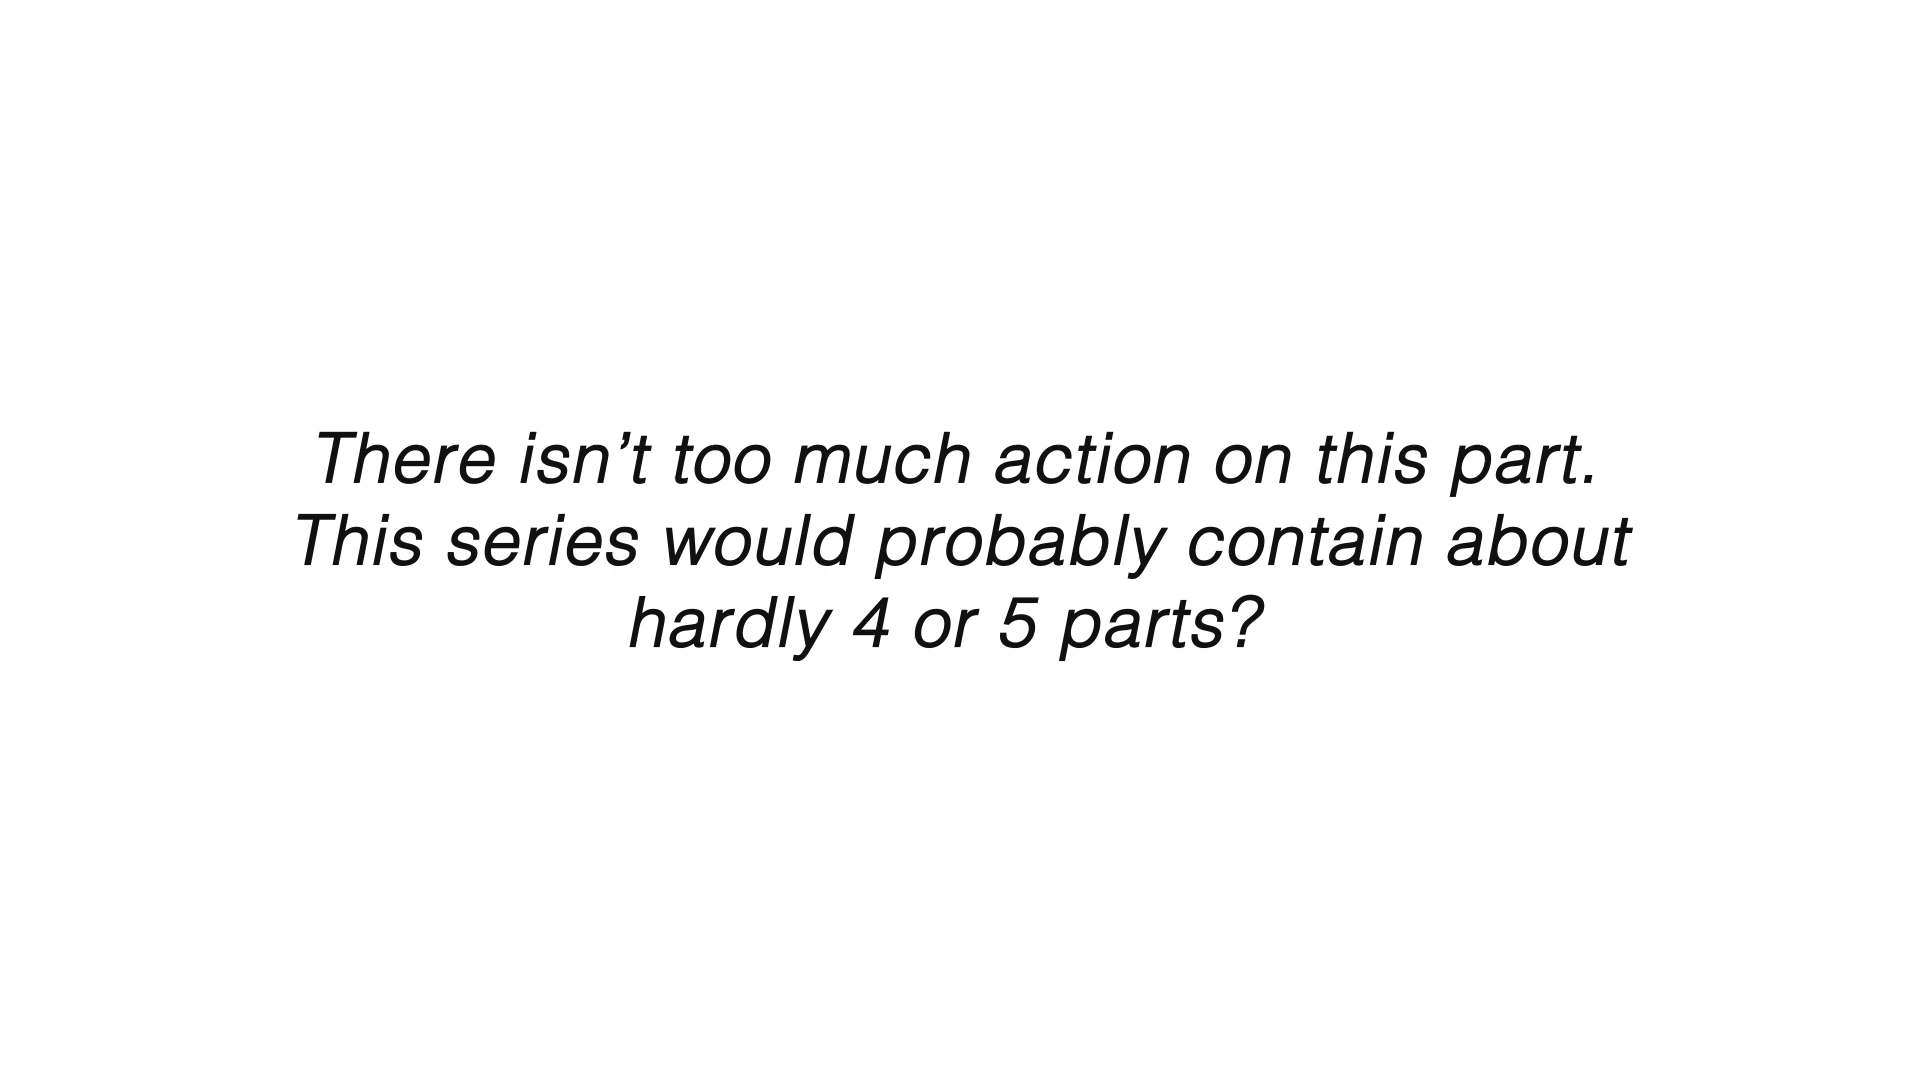 There isn’t too much action on this part.
This series would probably contain about
hardly 4 or 5 parts?